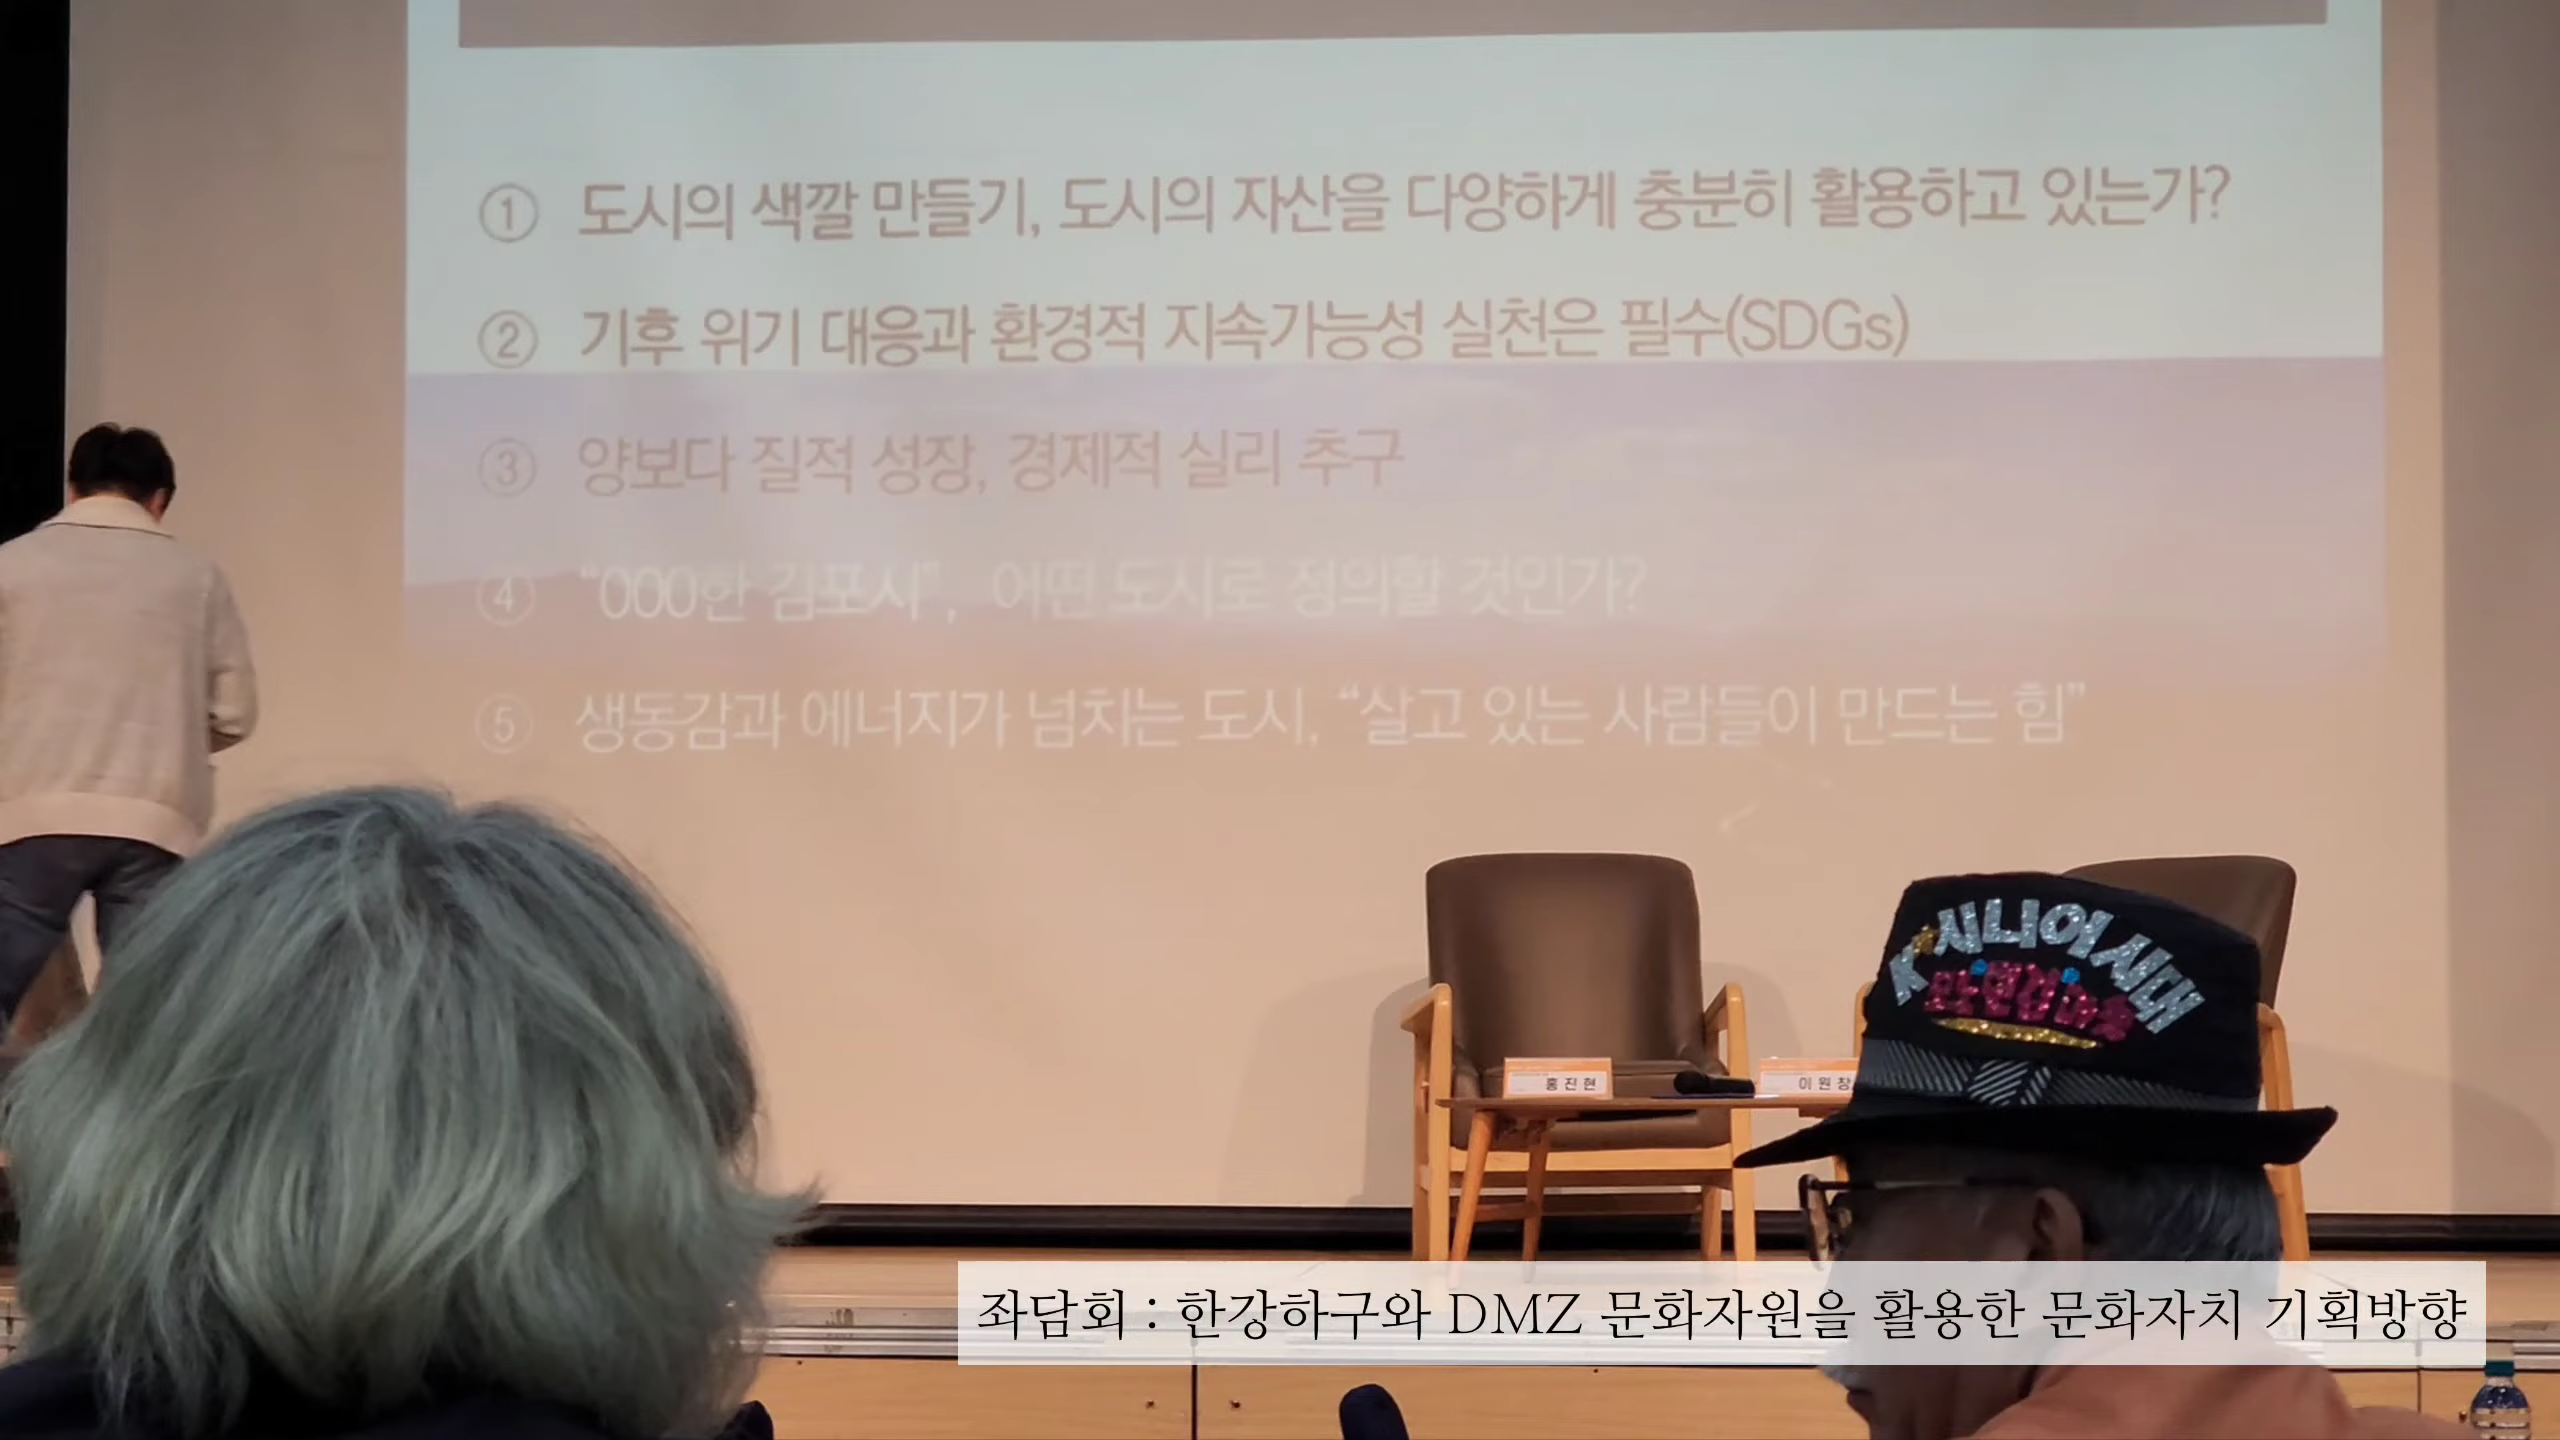 ① 도시의 색깔 만들기, 도시의 자산을 다양하게 충분히 활용하고 있는가?
② 기후 위기 대응과 환경적 지속가능성 실천은 필수(SDGs)
③ 양보다 질적 성장, 경제적 실리 추구
④ “000한 김포시”, 어떤 도시로 정의할 것인가?
⑤ 생동감과 에너지가 넘치는 도시, “살고 있는 사람들이 만드는 힘”
K 시니어시대
홍진현
이원창
좌담회 : 한강하구와 DMZ 문화자원을 활용한 문화자치 기획방향